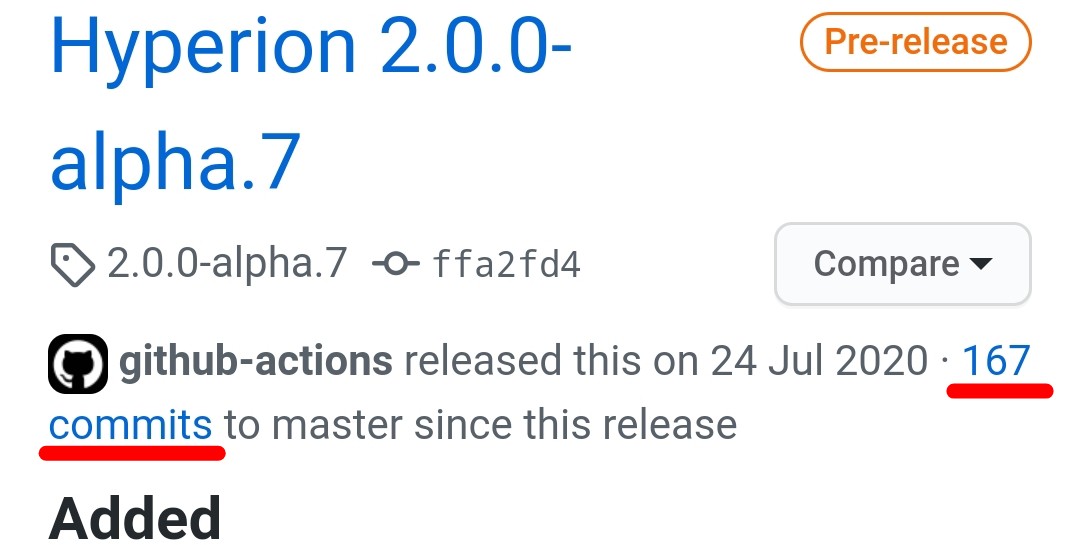 Hyperion 2.0.0-
Pre-release
alpha.7
2.0.0-alpha.7 ffa2fd4
Compare
github-actions released this on 24 Jul 2020 · 167
commits to master since this release
Added